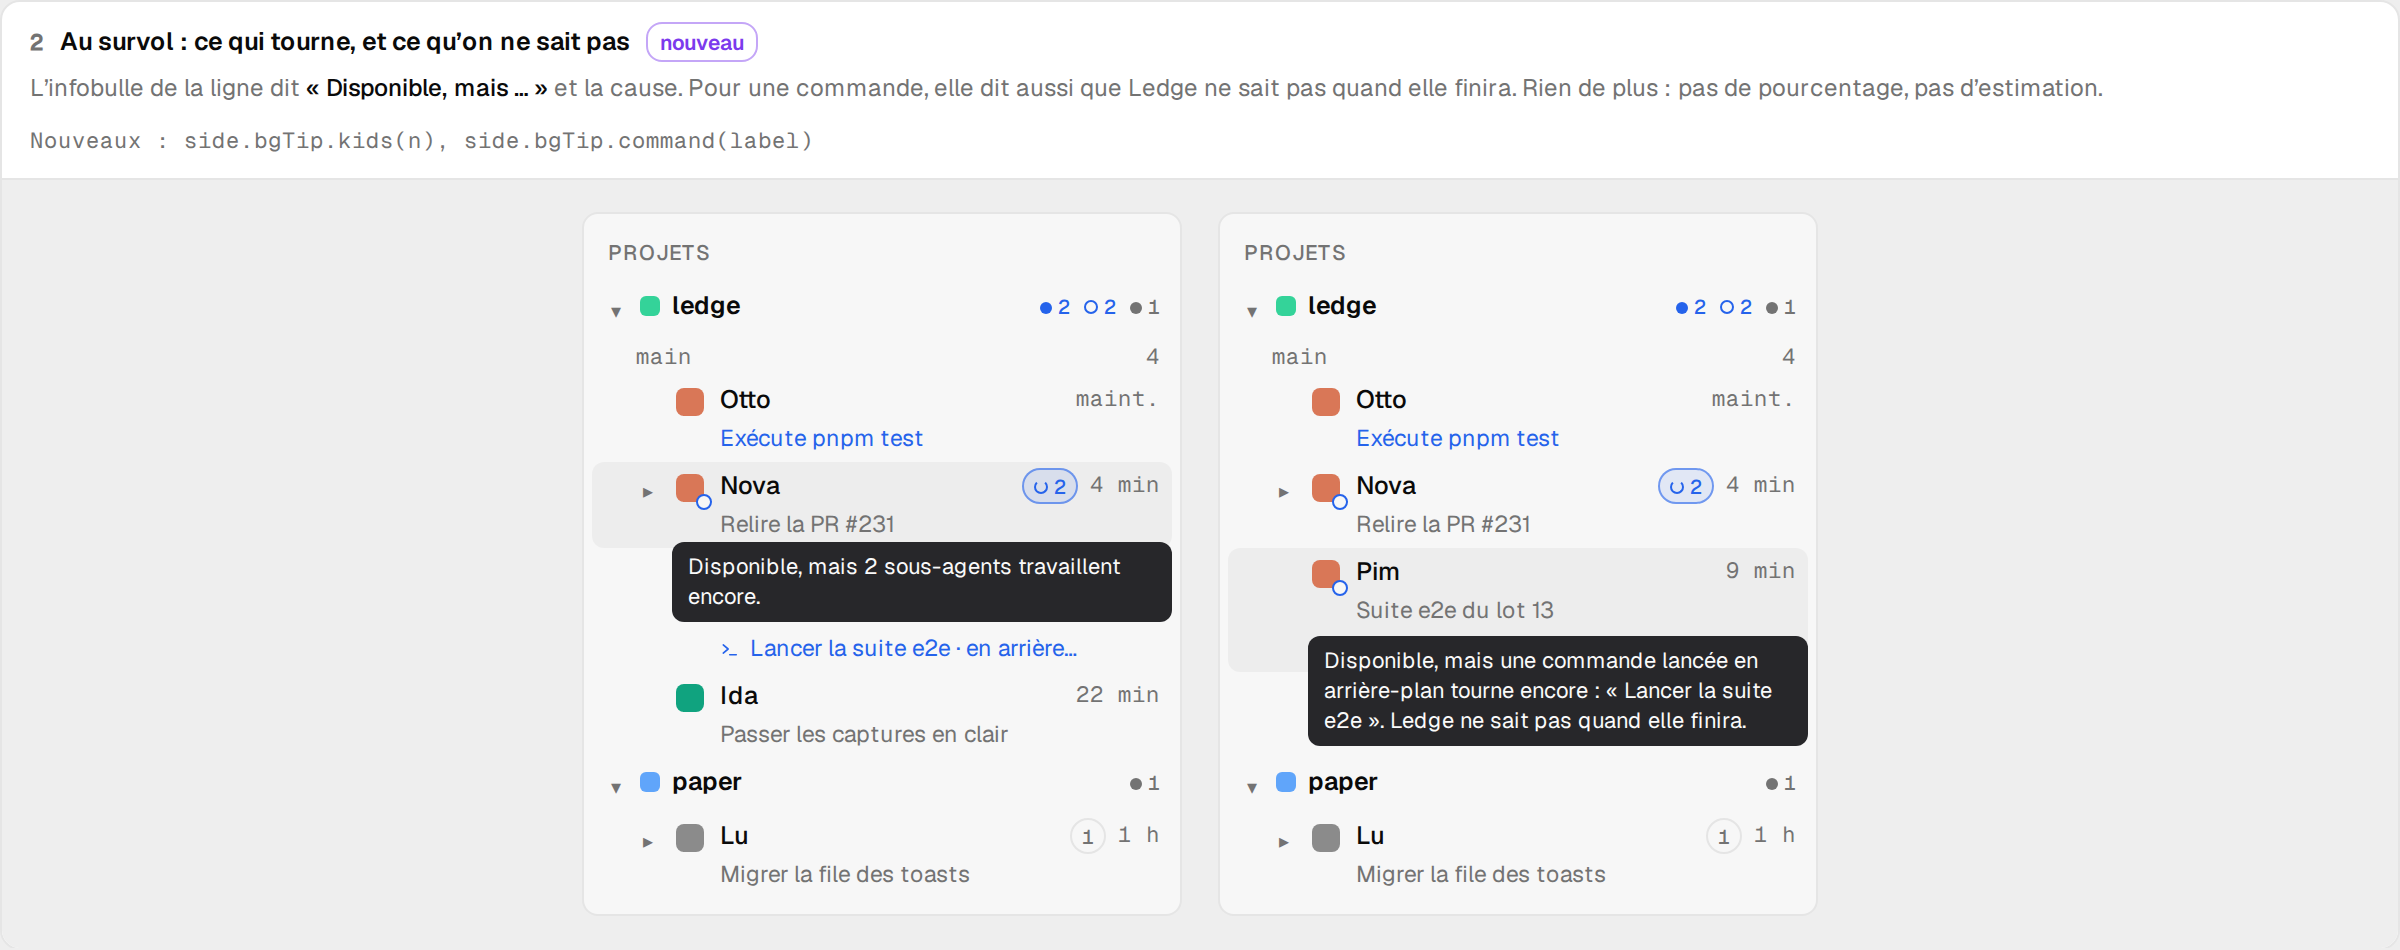 2 Au survol : ce qui tourne, et ce qu’on ne sait pas nouveau
L’infobulle de la ligne dit « Disponible, mais … » et la cause. Pour une commande, elle dit aussi que Ledge ne sait pas quand elle finira. Rien de plus : pas de pourcentage, pas d’estimation.
Nouveaux : side.bgTip.kids(n), side.bgTip.command(label)
PROJETS
▼ ledge 2 2 1
main 4
Otto maint.
Exécute pnpm test
▶ Nova 2 4 min
Relire la PR #231
Disponible, mais 2 sous-agents travaillent
encore.
>_ Lancer la suite e2e · en arrière…
Ida 22 min
Passer les captures en clair
▼ paper 1
▶ Lu 1 1 h
Migrer la file des toasts
PROJETS
▼ ledge 2 2 1
main 4
Otto maint.
Exécute pnpm test
▶ Nova 2 4 min
Relire la PR #231
Pim 9 min
Suite e2e du lot 13
Disponible, mais une commande lancée en
arrière-plan tourne encore : « Lancer la suite
e2e ». Ledge ne sait pas quand elle finira.
▼ paper 1
▶ Lu 1 1 h
Migrer la file des toasts